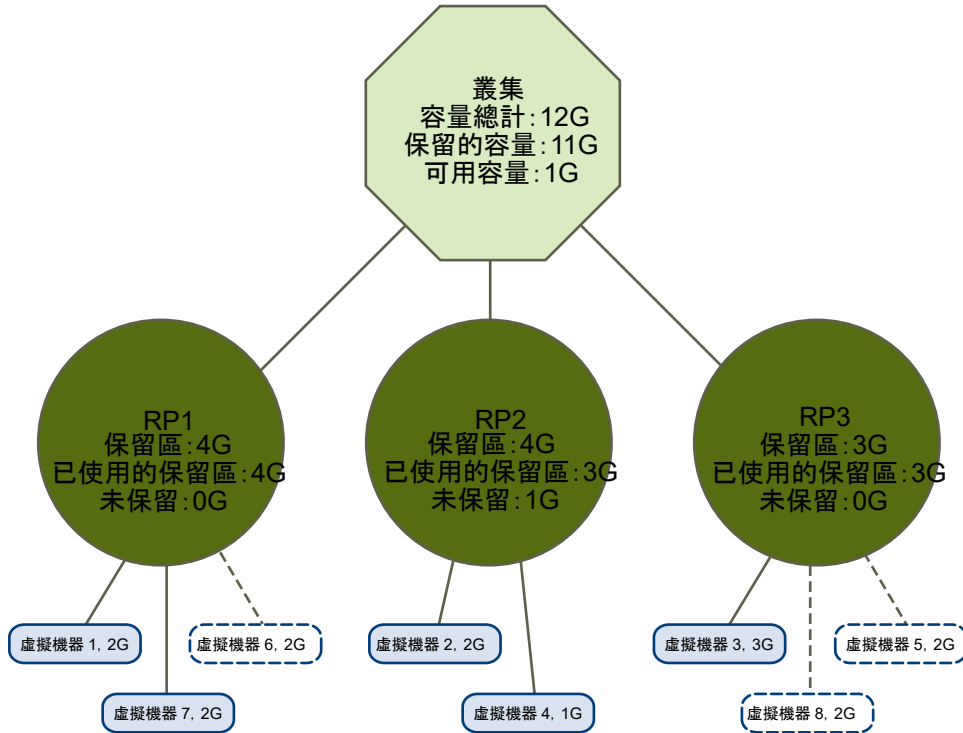 叢集
容量總計：12G
保留的容量：11G
可用容量：1G
RP1
保留區：4G
已使用的保留區：4G
未保留：0G
RP2
保留區：4G
已使用的保留區：3G
未保留：1G
RP3
保留區：3G
已使用的保留區：3G
未保留：0G
虛擬機器 1, 2G
虛擬機器 6, 2G
虛擬機器 2, 2G
虛擬機器 3, 3G
虛擬機器 5, 2G
虛擬機器 7, 2G
虛擬機器 4, 1G
虛擬機器 8, 2G